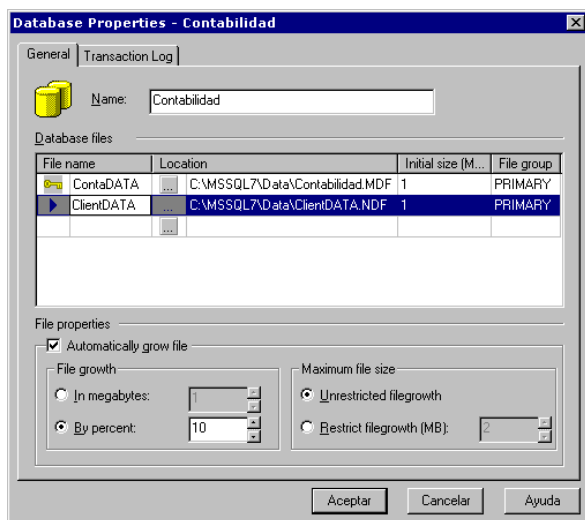 Database Properties - Contabilidad
General Transaction Log
Name: Contabilidad
Database files
File name Location Initial size (M... File group
ContaDATA ... C:\MSSQL7\Data\Contabilidad.MDF 1 PRIMARY
ClientDATA ... C:\MSSQL7\Data\ClientDATA.NDF 1 PRIMARY
...
File properties
Automatically grow file
File growth Maximum file size
In megabytes: 1 Unrestricted filegrowth
By percent: 10 Restrict filegrowth (MB): 2
Aceptar Cancelar Ayuda